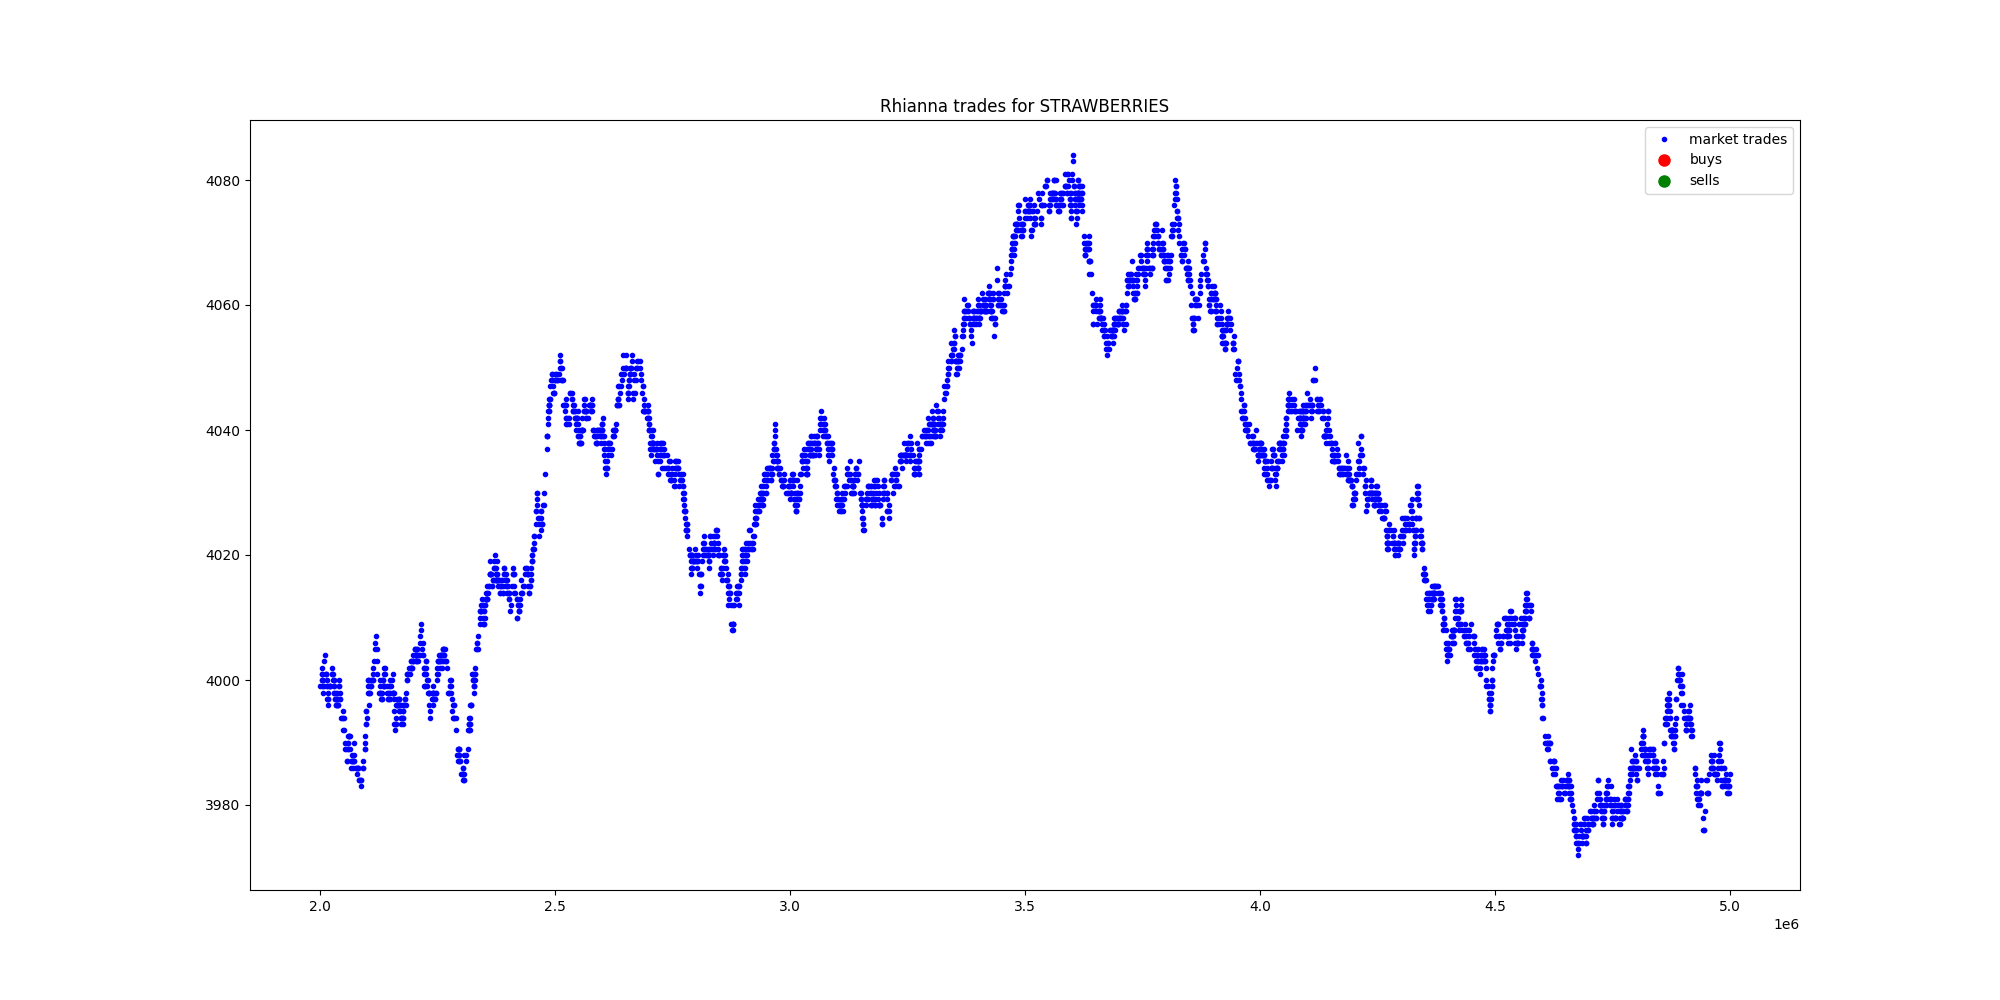 Rhianna trades for STRAWBERRIES
market trades
buys
sells
4080
4060
4040
4020
4000
3980
2.0 2.5 3.0 3.5 4.0 4.5 5.0
1e6